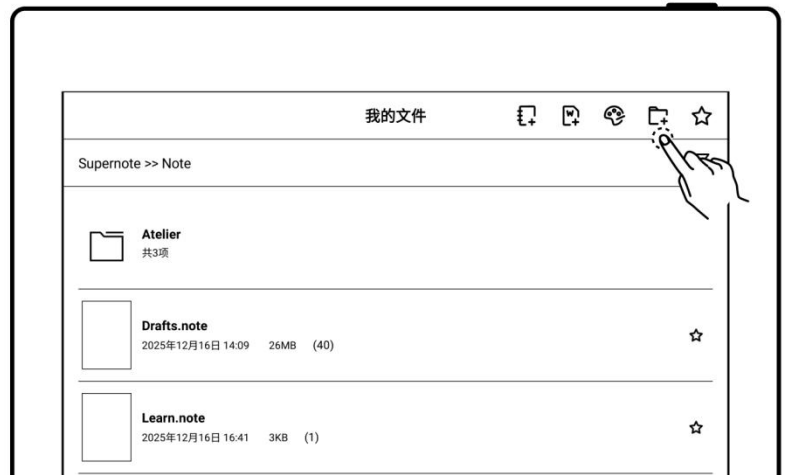 我的文件
Supernote >> Note
Atelier
共3项
Drafts.note
2025年12月16日 14:09 26MB (40)
Learn.note
2025年12月16日 16:41 3KB (1)